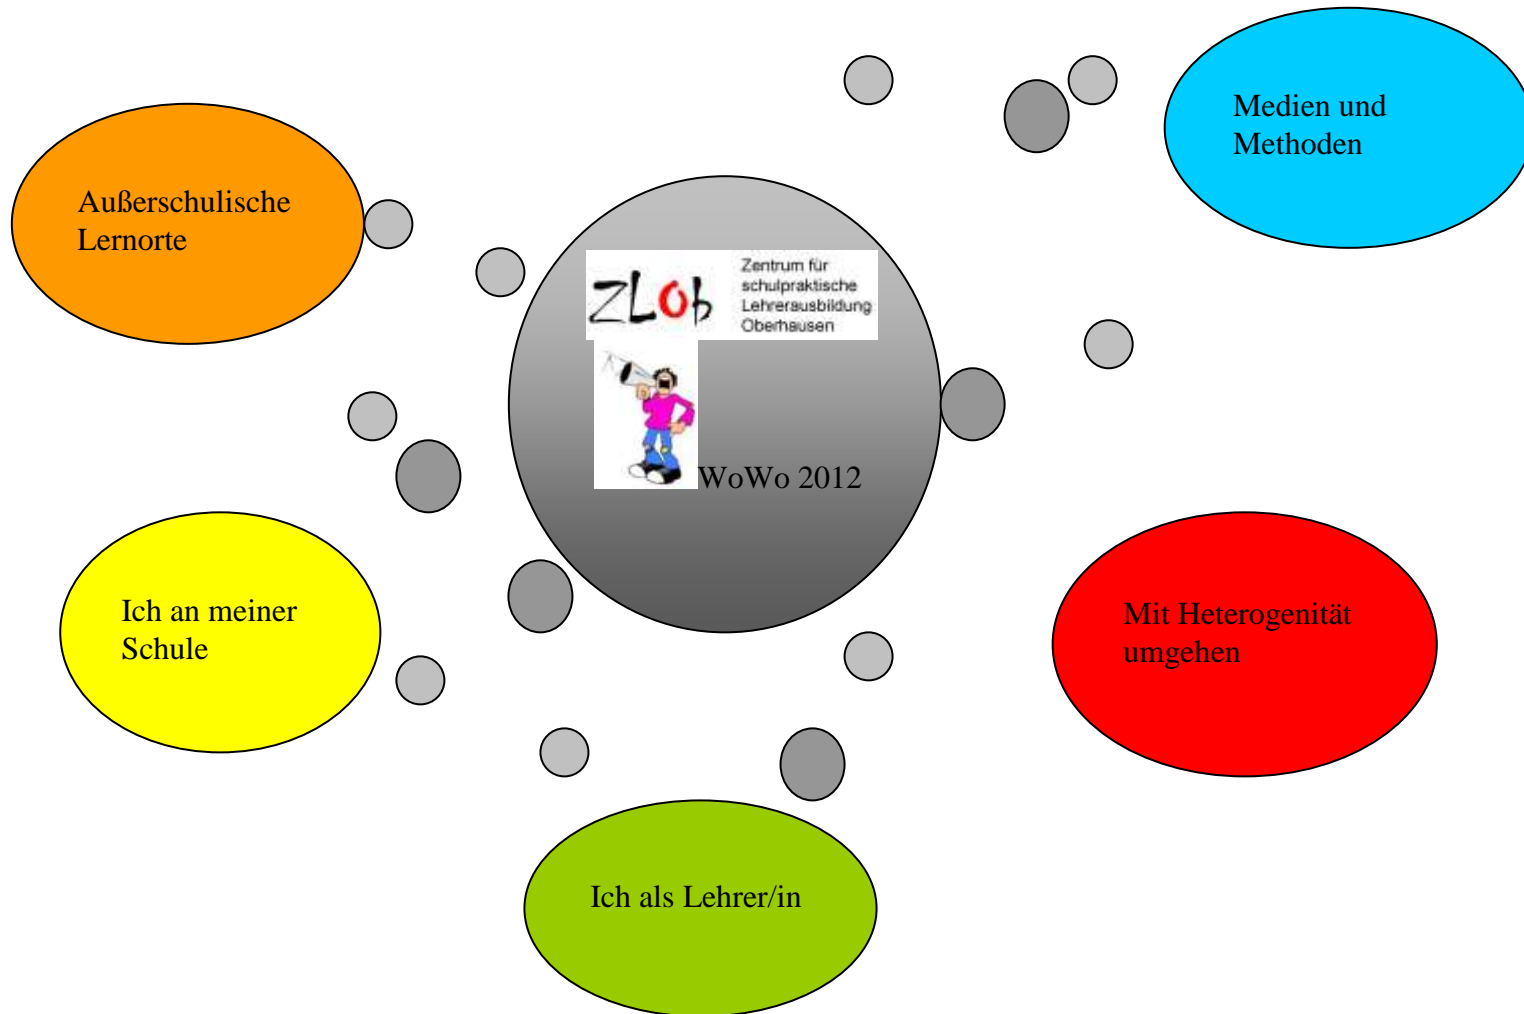 Medien und
Methoden
Außerschulische
Lernorte
ZLOb
Zentrum für
schulpraktische
Lehrerausbildung
Oberhausen
WoWo 2012
Ich an meiner
Schule
Mit Heterogenität
umgehen
Ich als Lehrer/in